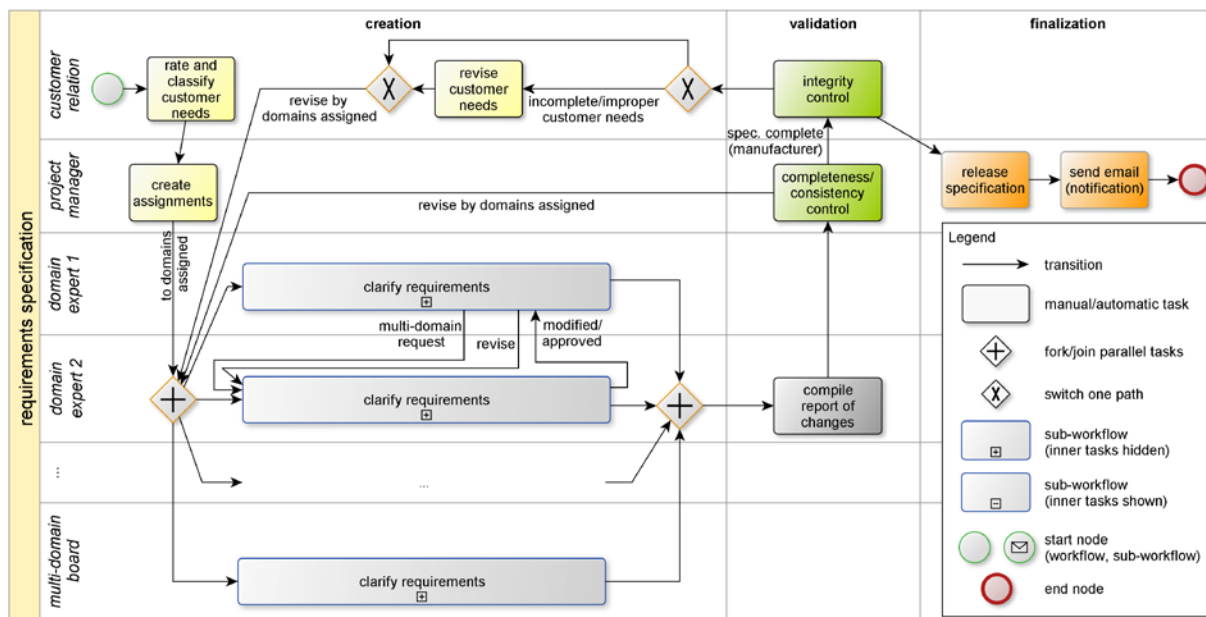 requirements specification
creation
validation
finalization
customer
relation
rate and
classify
customer
needs
revise by
domains assigned
revise
customer
needs
incomplete/improper
customer needs
integrity
control
spec. complete
(manufacturer)
project
manager
create
assignments
revise by domains assigned
completeness/
consistency
control
release
specification
send email
(notification)
to domains
assigned
domain
expert 1
clarify requirements
multi-domain
request
revise
modified/
approved
domain
expert 2
clarify requirements
compile
report of
changes
...
...
multi-domain
board
clarify requirements
Legend
transition
manual/automatic task
fork/join parallel tasks
switch one path
sub-workflow
(inner tasks hidden)
sub-workflow
(inner tasks shown)
start node
(workflow, sub-workflow)
end node